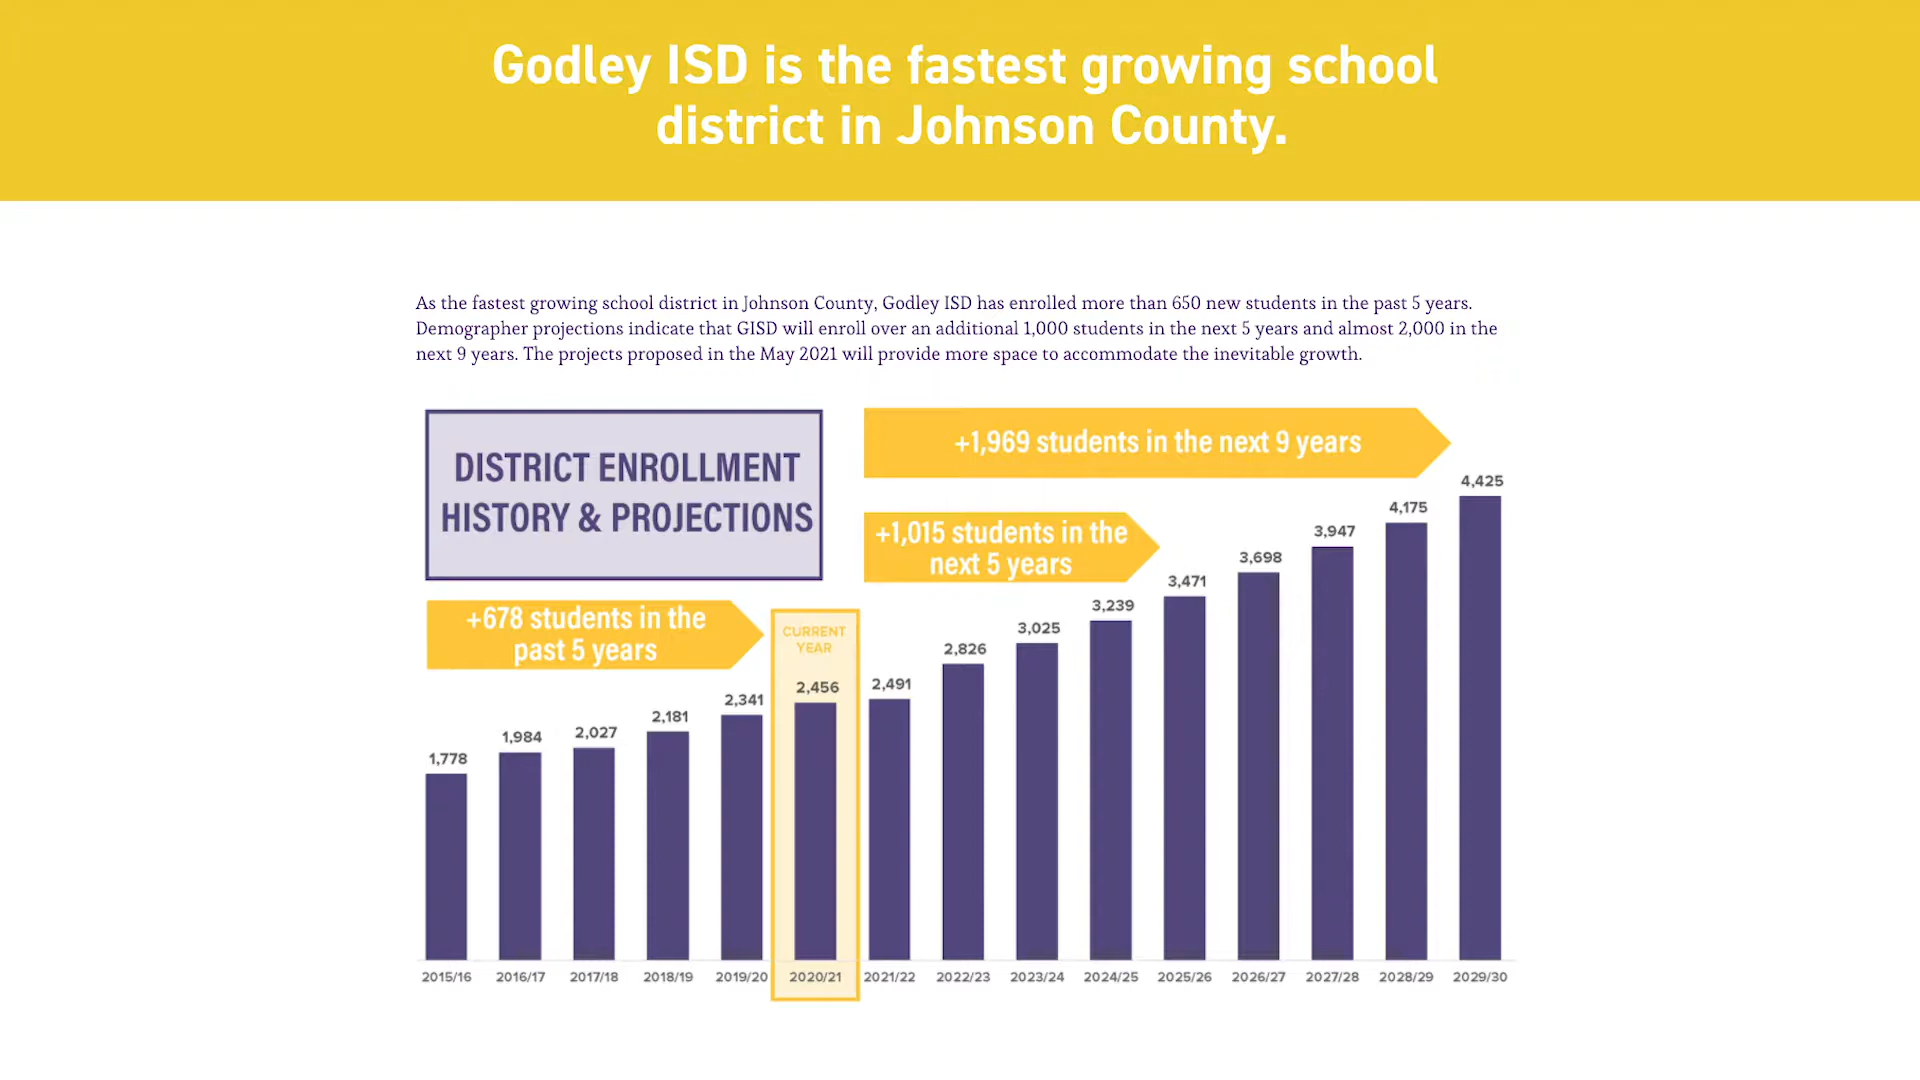 Godley ISD is the fastest growing school
district in Johnson County.
As the fastest growing school district in Johnson County, Godley ISD has enrolled more than 650 new students in the past 5 years.
Demographer projections indicate that GISD will enroll over an additional 1,000 students in the next 5 years and almost 2,000 in the
next 9 years. The projects proposed in the May 2021 will provide more space to accommodate the inevitable growth.
DISTRICT ENROLLMENT
HISTORY & PROJECTIONS
+1,969 students in the next 9 years
+1,015 students in the
next 5 years
+678 students in the
past 5 years
CURRENT
YEAR
1,778
1,984
2,027
2,181
2,341
2,456
2,491
2,826
3,025
3,239
3,471
3,698
3,947
4,175
4,425
2015/16
2016/17
2017/18
2018/19
2019/20
2020/21
2021/22
2022/23
2023/24
2024/25
2025/26
2026/27
2027/28
2028/29
2029/30